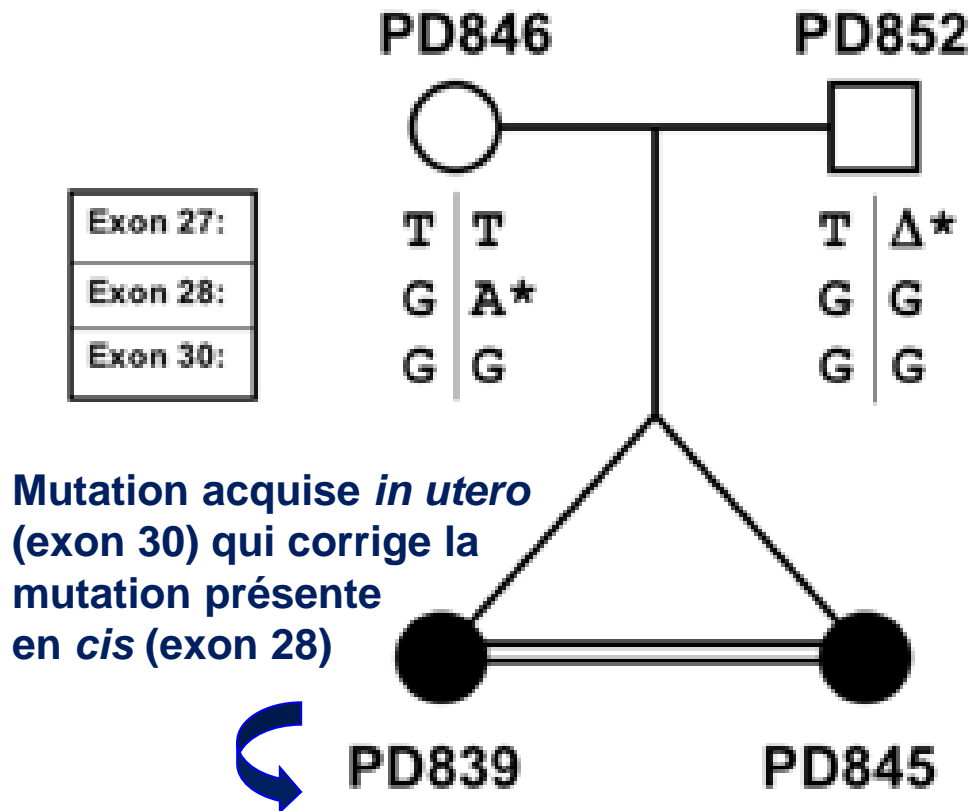 PD846 PD852
Exon 27: T T T Δ*
Exon 28: G A* G G
Exon 30: G G G G
Mutation acquise in utero
(exon 30) qui corrige la
mutation présente
en cis (exon 28)
PD839 PD845